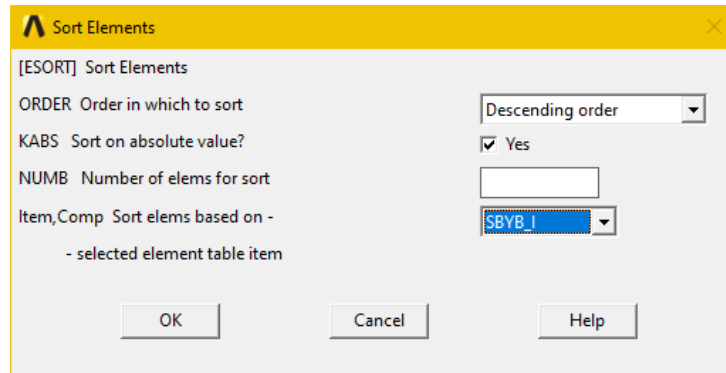 Sort Elements
[ESORT] Sort Elements
ORDER Order in which to sort
Descending order
KABS Sort on absolute value?
Yes
NUMB Number of elems for sort
Item,Comp Sort elems based on -
SBYB_I
- selected element table item
OK
Cancel
Help